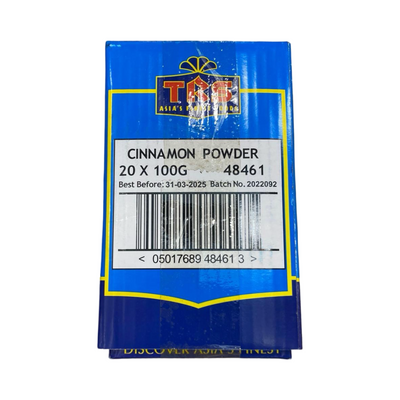 TRS
ASIA'S FINEST FOODS
CINNAMON POWDER
20 X 100G 48461
Best Before: 31-03-2025 Batch No. 2022092
< 05017689 48461 3 >
DISCOVER ASIA'S FINEST